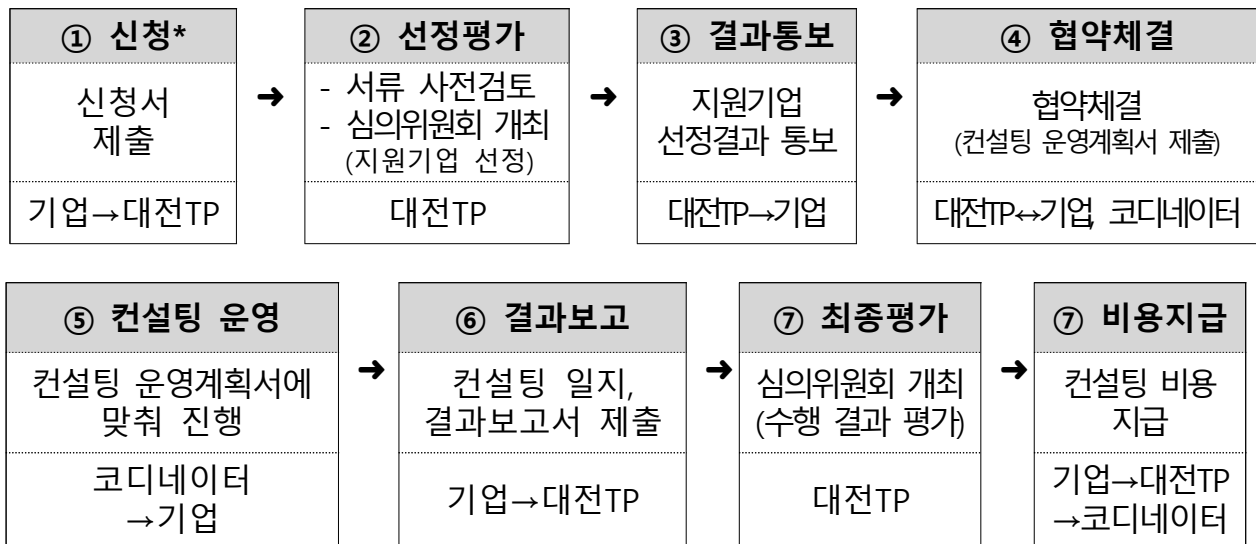 ① 신청*
신청서
제출
기업→대전TP
➜
② 선정평가
- 서류 사전검토
- 심의위원회 개최
(지원기업 선정)
대전TP
➜
③ 결과통보
지원기업
선정결과 통보
대전TP→기업
➜
④ 협약체결
협약체결
(컨설팅 운영계획서 제출)
대전TP↔기업, 코디네이터
⑤ 컨설팅 운영
컨설팅 운영계획서에
맞춰 진행
코디네이터
→기업
➜
⑥ 결과보고
컨설팅 일지,
결과보고서 제출
기업→대전TP
➜
⑦ 최종평가
심의위원회 개최
(수행 결과 평가)
대전TP
➜
⑦ 비용지급
컨설팅 비용
지급
기업→대전TP
→코디네이터